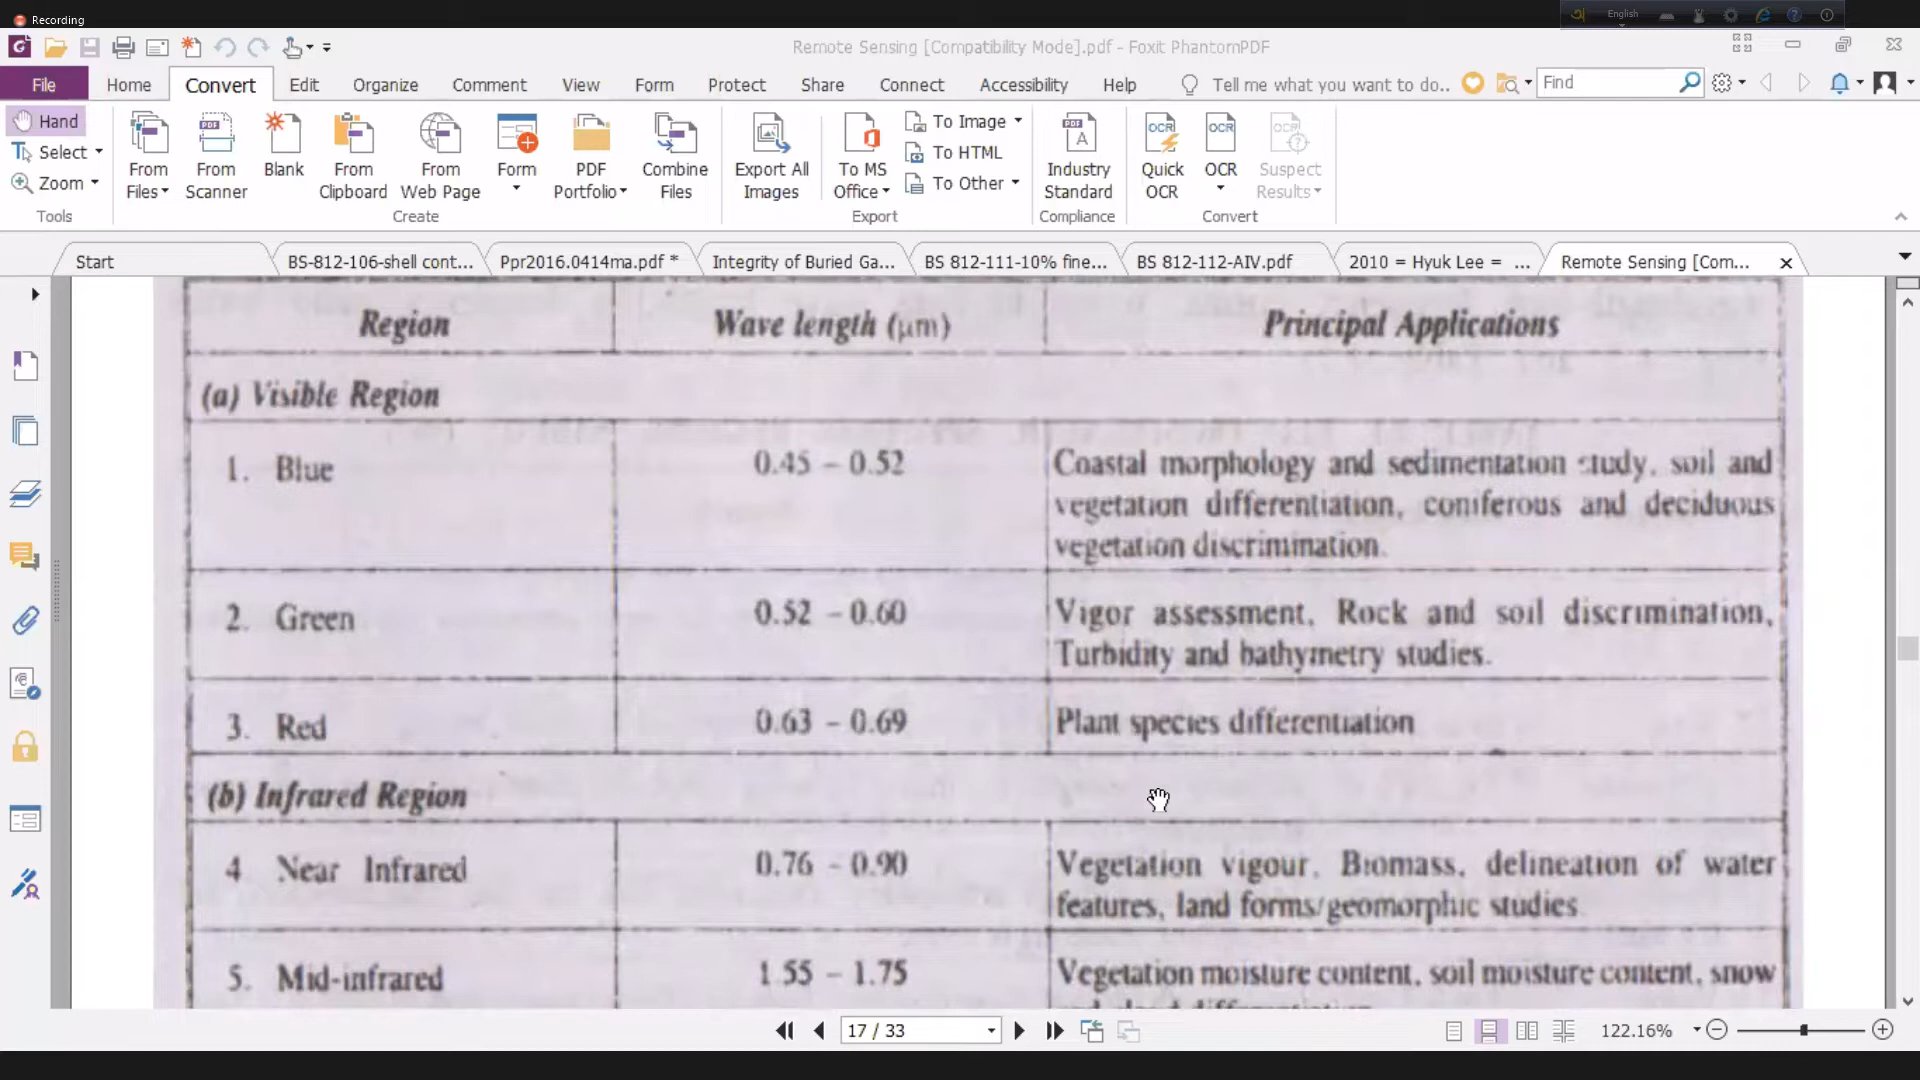 Recording
English
Remote Sensing [Compatibility Mode].pdf - Foxit PhantomPDF
File Home Convert Edit Organize Comment View Form Protect Share Connect Accessibility Help Tell me what you want to do.. Find
Hand
Select
Zoom
Tools
From Files
From Scanner
Blank
From Clipboard
From Web Page
Form
PDF Portfolio
Combine Files
Create
Export All Images
To MS Office
To Image
To HTML
To Other
Export
Industry Standard
Compliance
Quick OCR
OCR
Suspect Results
Convert
Start BS-812-106-shell cont... Ppr2016.0414ma.pdf * Integrity of Buried Ga... BS 812-111-10% fine... BS 812-112-AIV.pdf 2010 = Hyuk Lee = ... Remote Sensing [Com...
Region Wave length (μm) Principal Applications
(a) Visible Region
1. Blue 0.45 – 0.52 Coastal morphology and sedimentation study, soil and
vegetation differentiation, coniferous and deciduous
vegetation discrimination.
2. Green 0.52 – 0.60 Vigor assessment, Rock and soil discrimination,
Turbidity and bathymetry studies.
3. Red 0.63 – 0.69 Plant species differentiation
(b) Infrared Region
4 Near Infrared 0.76 – 0.90 Vegetation vigour, Biomass, delineation of water
features, land forms/geomorphic studies
5. Mid-infrared 1.55 – 1.75 Vegetation moisture content, soil moisture content, snow
17 / 33
122.16%